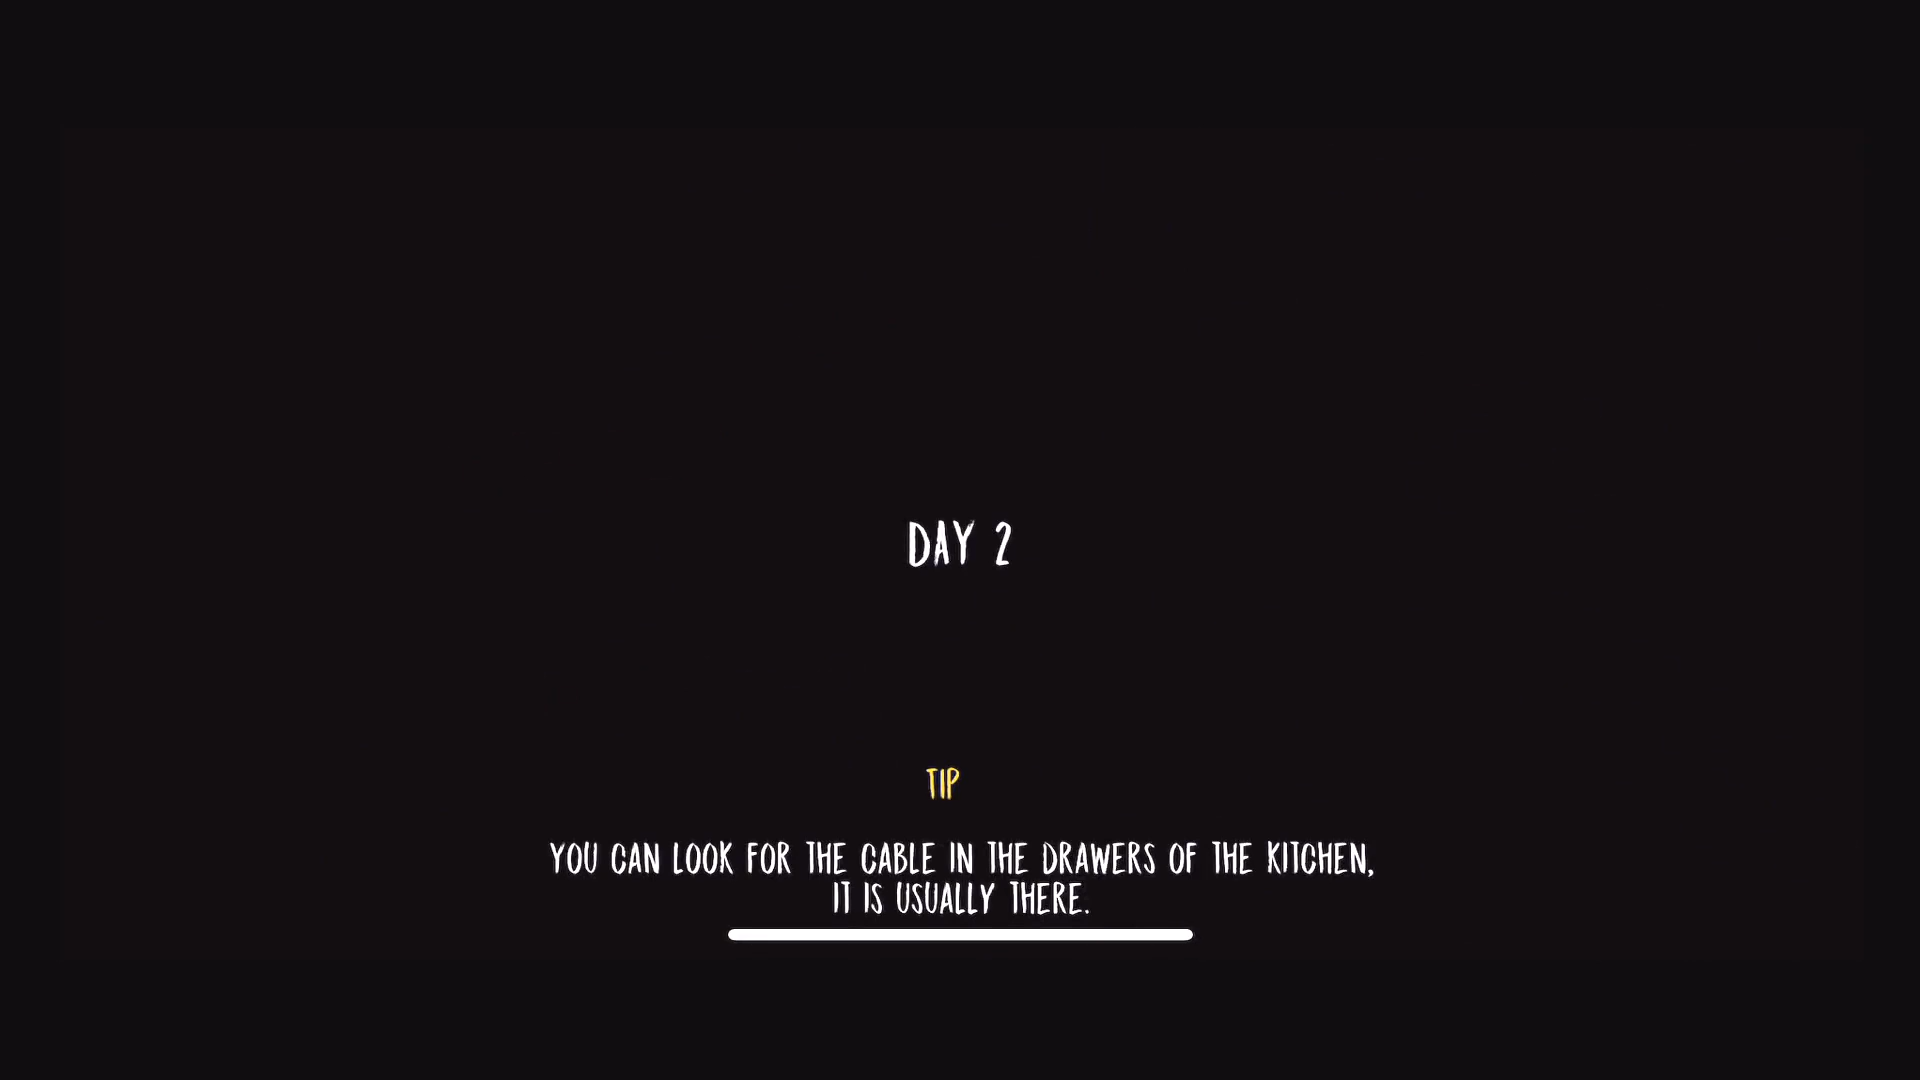 DAY 2
TIP
YOU CAN LOOK FOR THE CABLE IN THE DRAWERS OF THE KITCHEN,
IT IS USUALLY THERE.